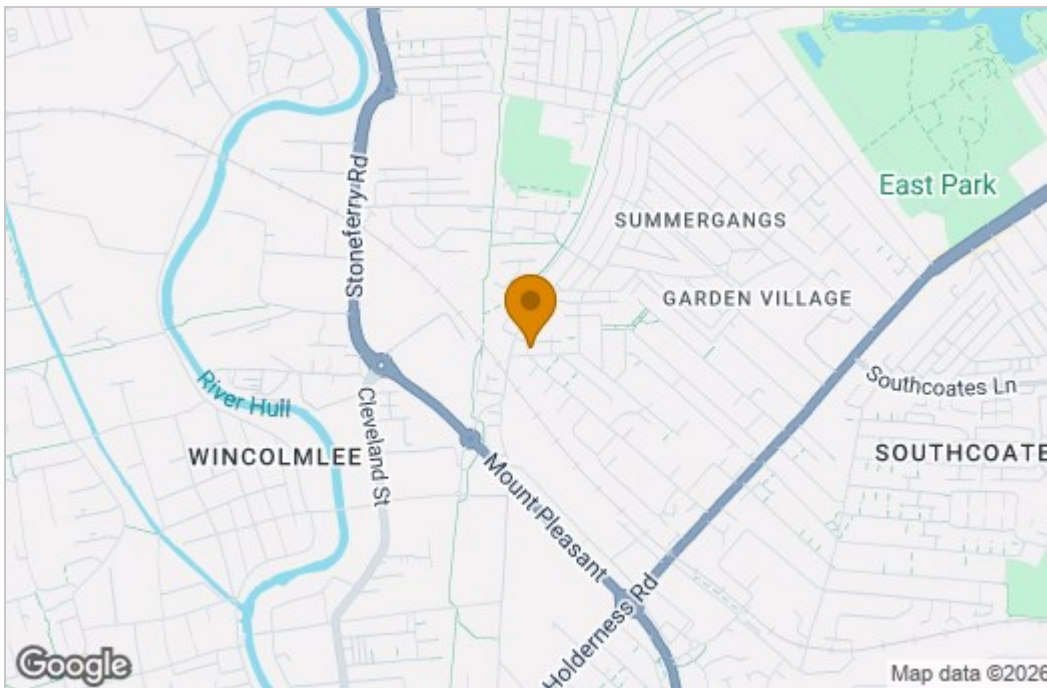 East Park
SUMMERGANGS
Stoneferry Rd
GARDEN VILLAGE
Southcoates Ln
River Hull
Cleveland St
WINCOLMLEE
SOUTHCOATE
Mount Pleasant
Holderness Rd
Google
Map data ©2026